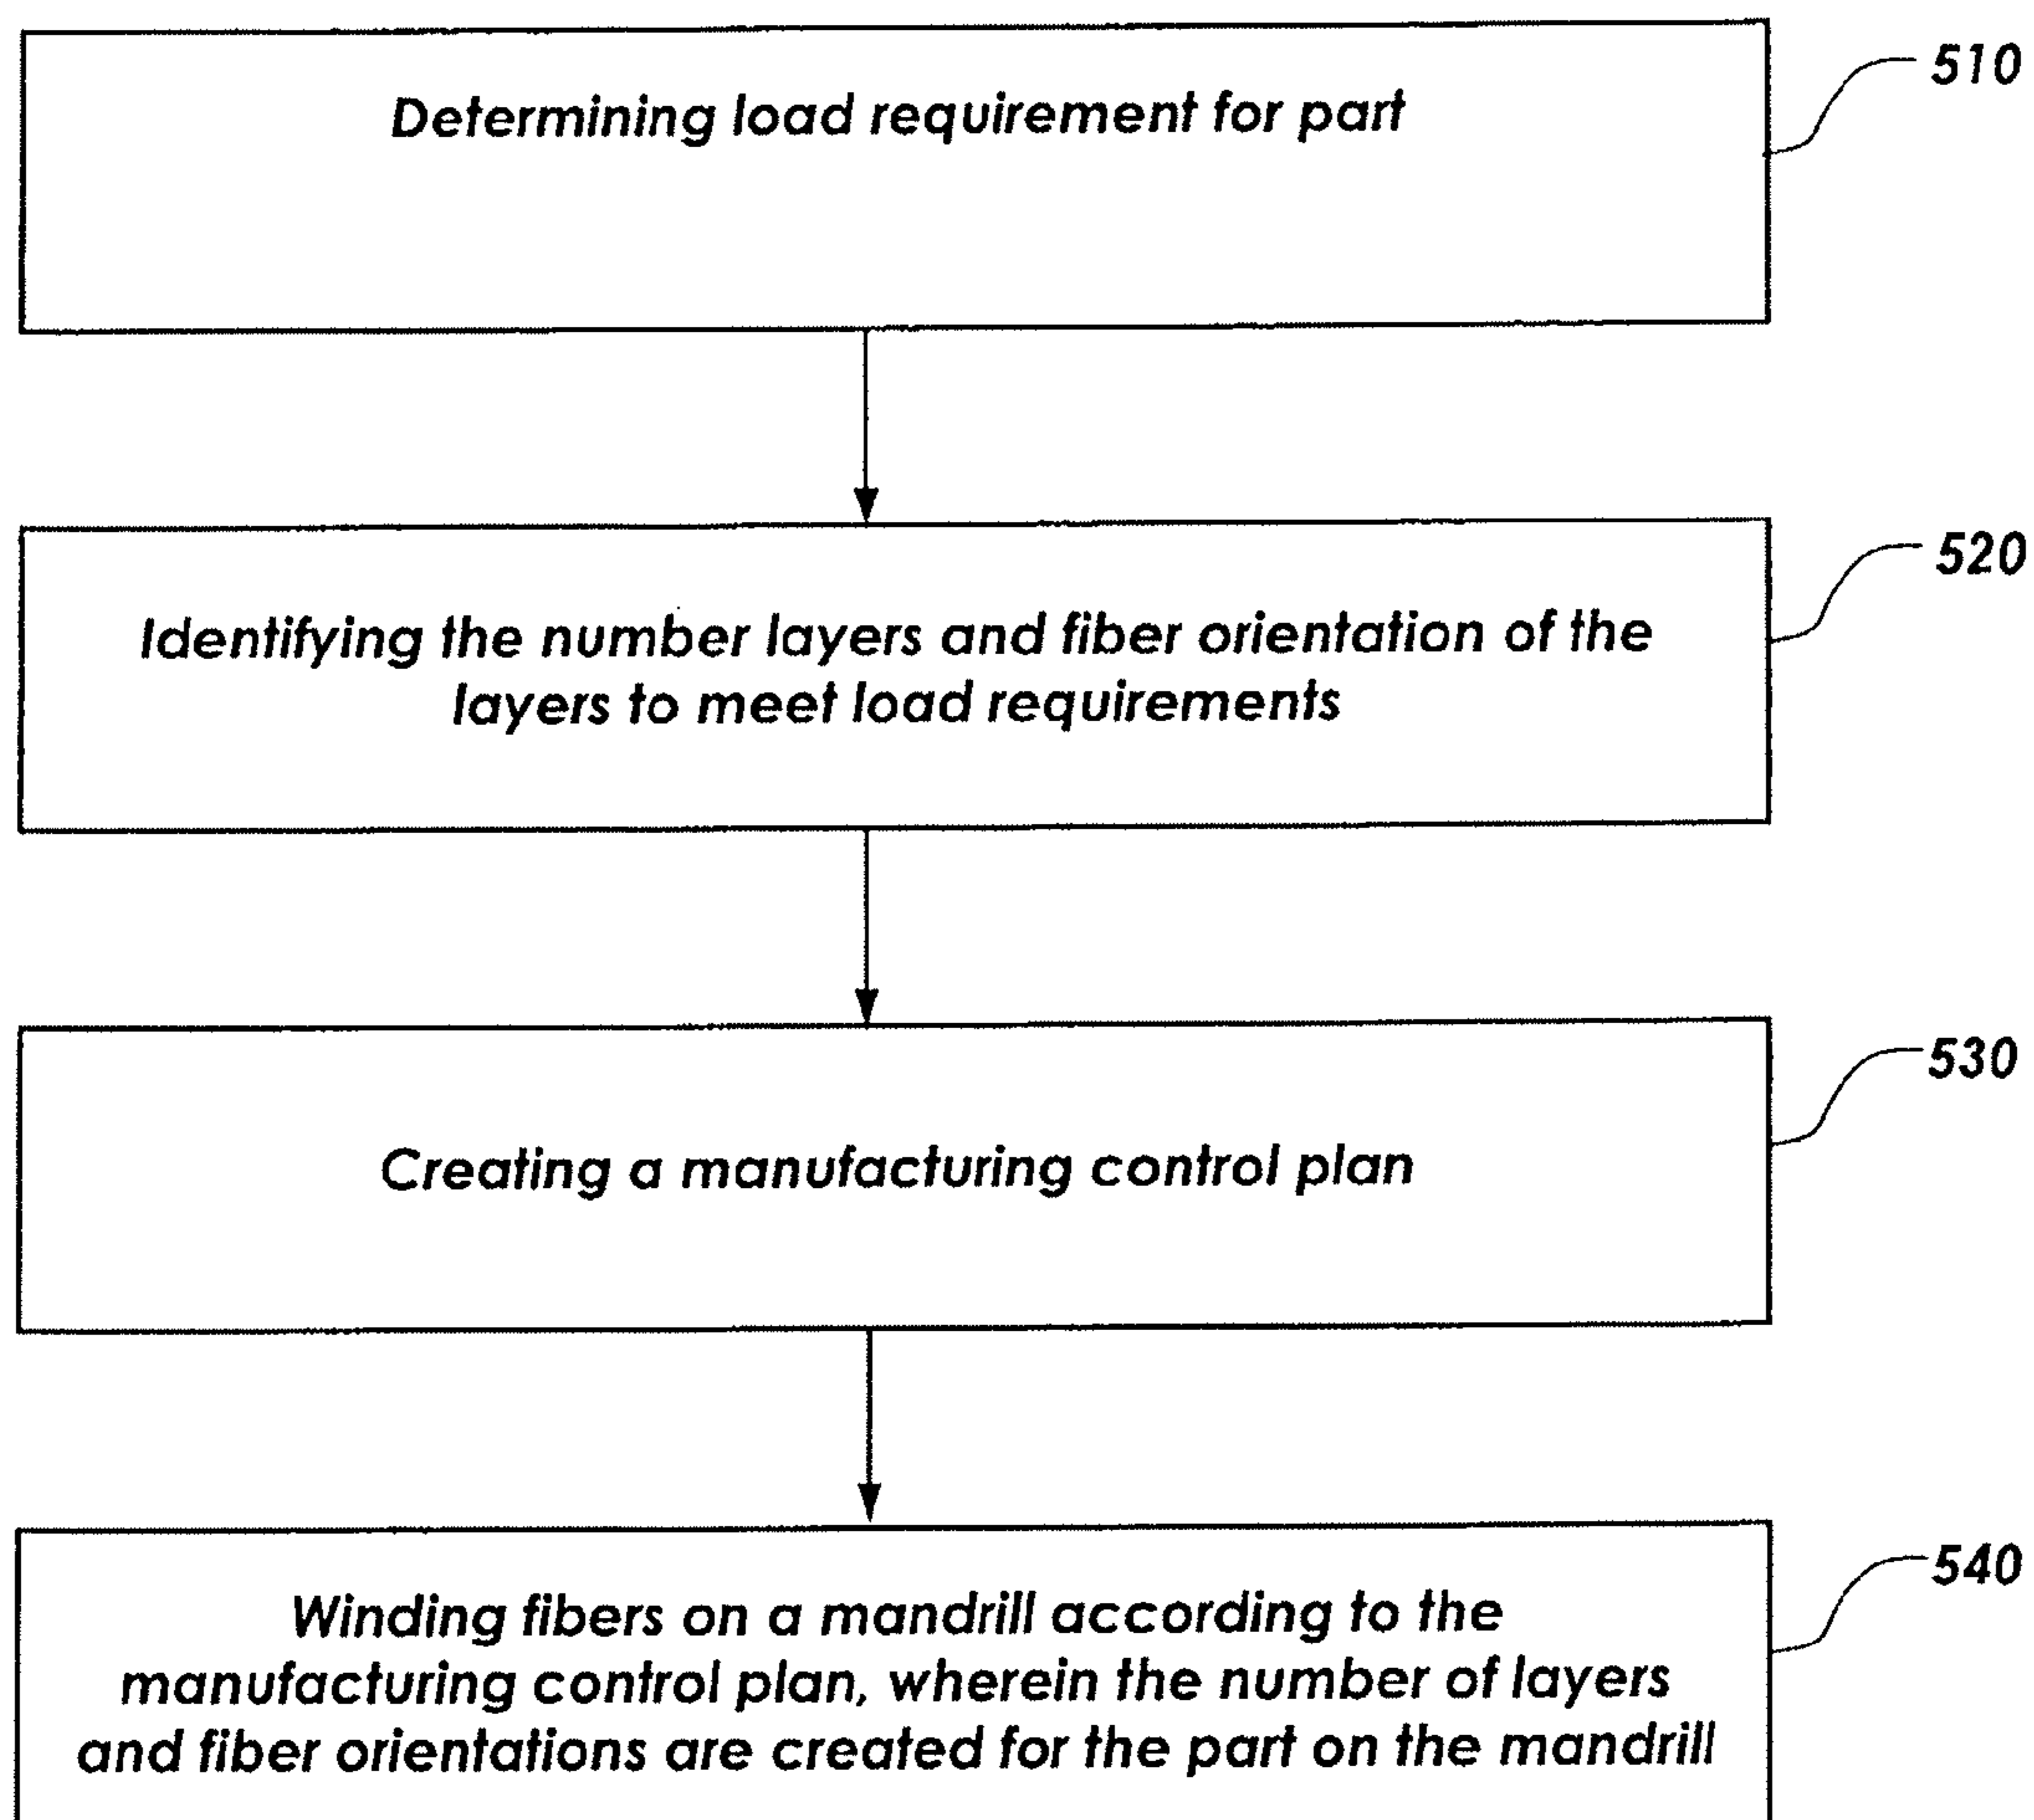 Determining load requirement for part
510
Identifying the number layers and fiber orientation of the
layers to meet load requirements
520
Creating a manufacturing control plan
530
Winding fibers on a mandrill according to the
manufacturing control plan, wherein the number of layers
and fiber orientations are created for the part on the mandrill
540